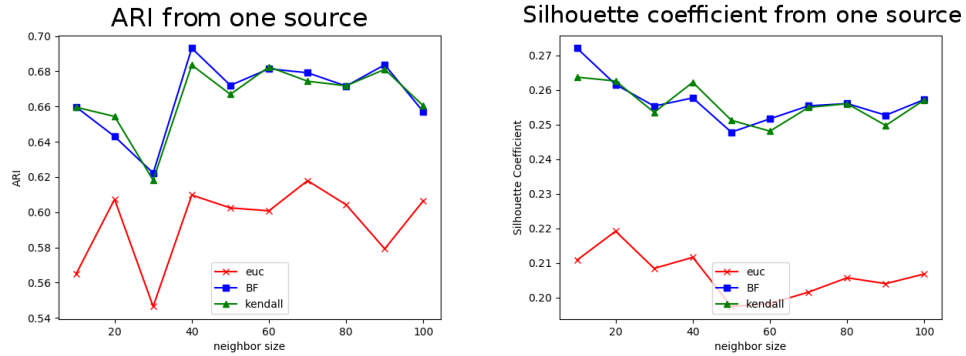 ARI from one source
0.70
0.68
0.66
0.64
0.62
0.60
0.58
0.56
0.54
ARI
20
40
60
80
100
neighbor size
euc
BF
kendall
Silhouette coefficient from one source
0.27
0.26
0.25
0.24
0.23
0.22
0.21
0.20
Silhouette Coefficient
20
40
60
80
100
neighbor size
euc
BF
kendall